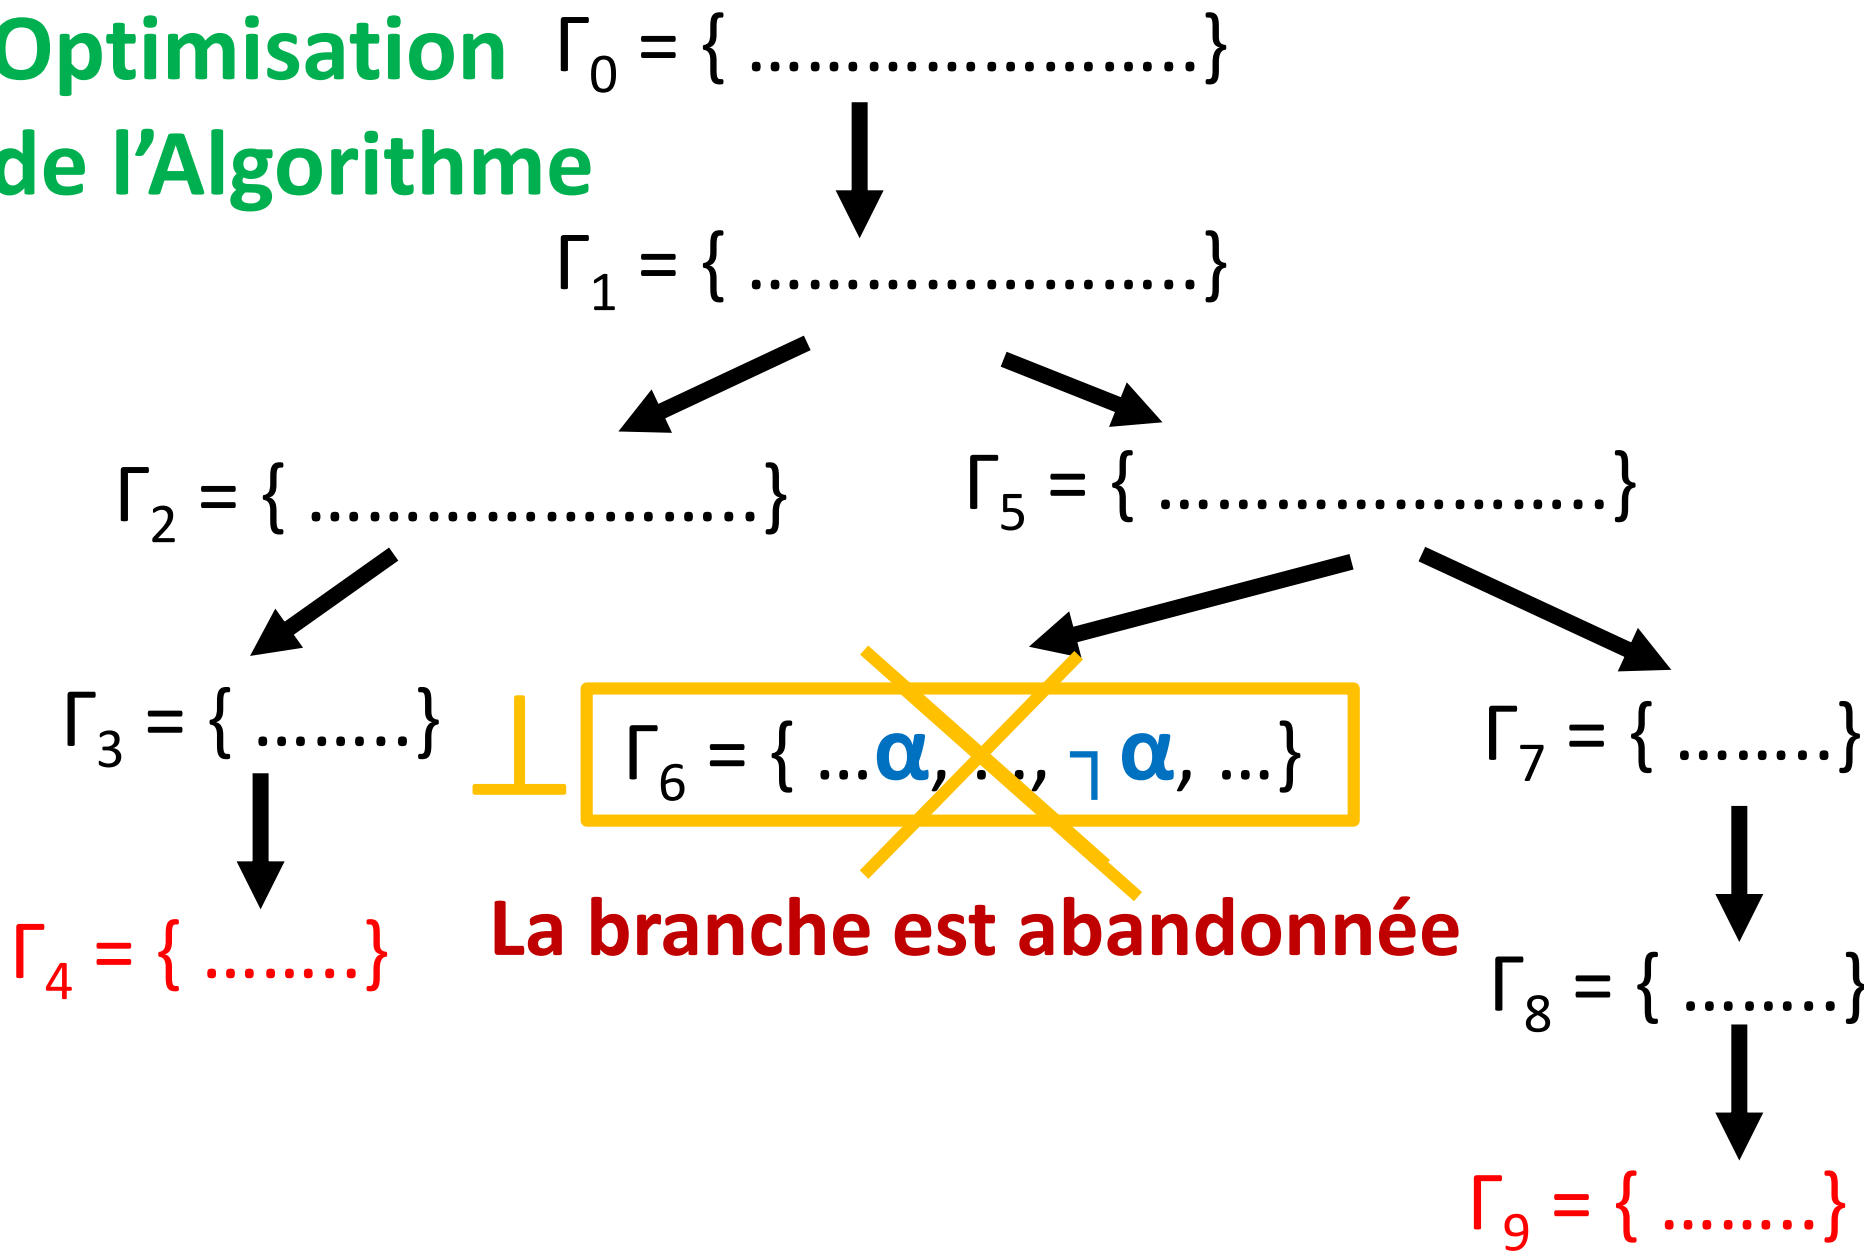 Optimisation
de l’Algorithme
Γ0 = { ……………………}
Γ1 = { ……………………}
Γ2 = { ……………………}
Γ5 = { ……………………}
Γ3 = { ……..}
⊥
Γ6 = { …α, …, ┐α, …}
Γ7 = { ……..}
La branche est abandonnée
Γ4 = { ……..}
Γ8 = { ……..}
Γ9 = { ……..}